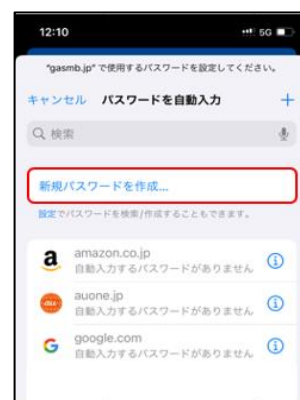 12:10
5G
"gasmb.jp" で使用するパスワードを設定してください。
キャンセル パスワードを自動入力 +
検索
新規パスワードを作成...
設定でパスワードを検索/作成することもできます。
amazon.co.jp
自動入力するパスワードがありません
auone.jp
自動入力するパスワードがありません
google.com
自動入力するパスワードがありません